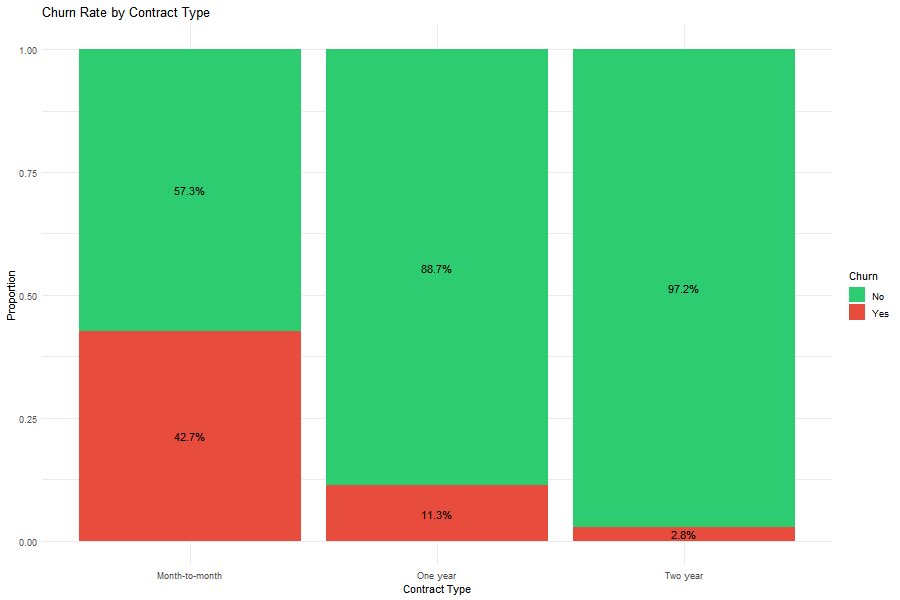 Churn Rate by Contract Type
1.00
0.75
0.50
0.25
0.00
Proportion
57.3%
42.7%
88.7%
11.3%
97.2%
2.8%
Month-to-month
One year
Two year
Contract Type
Churn
No
Yes